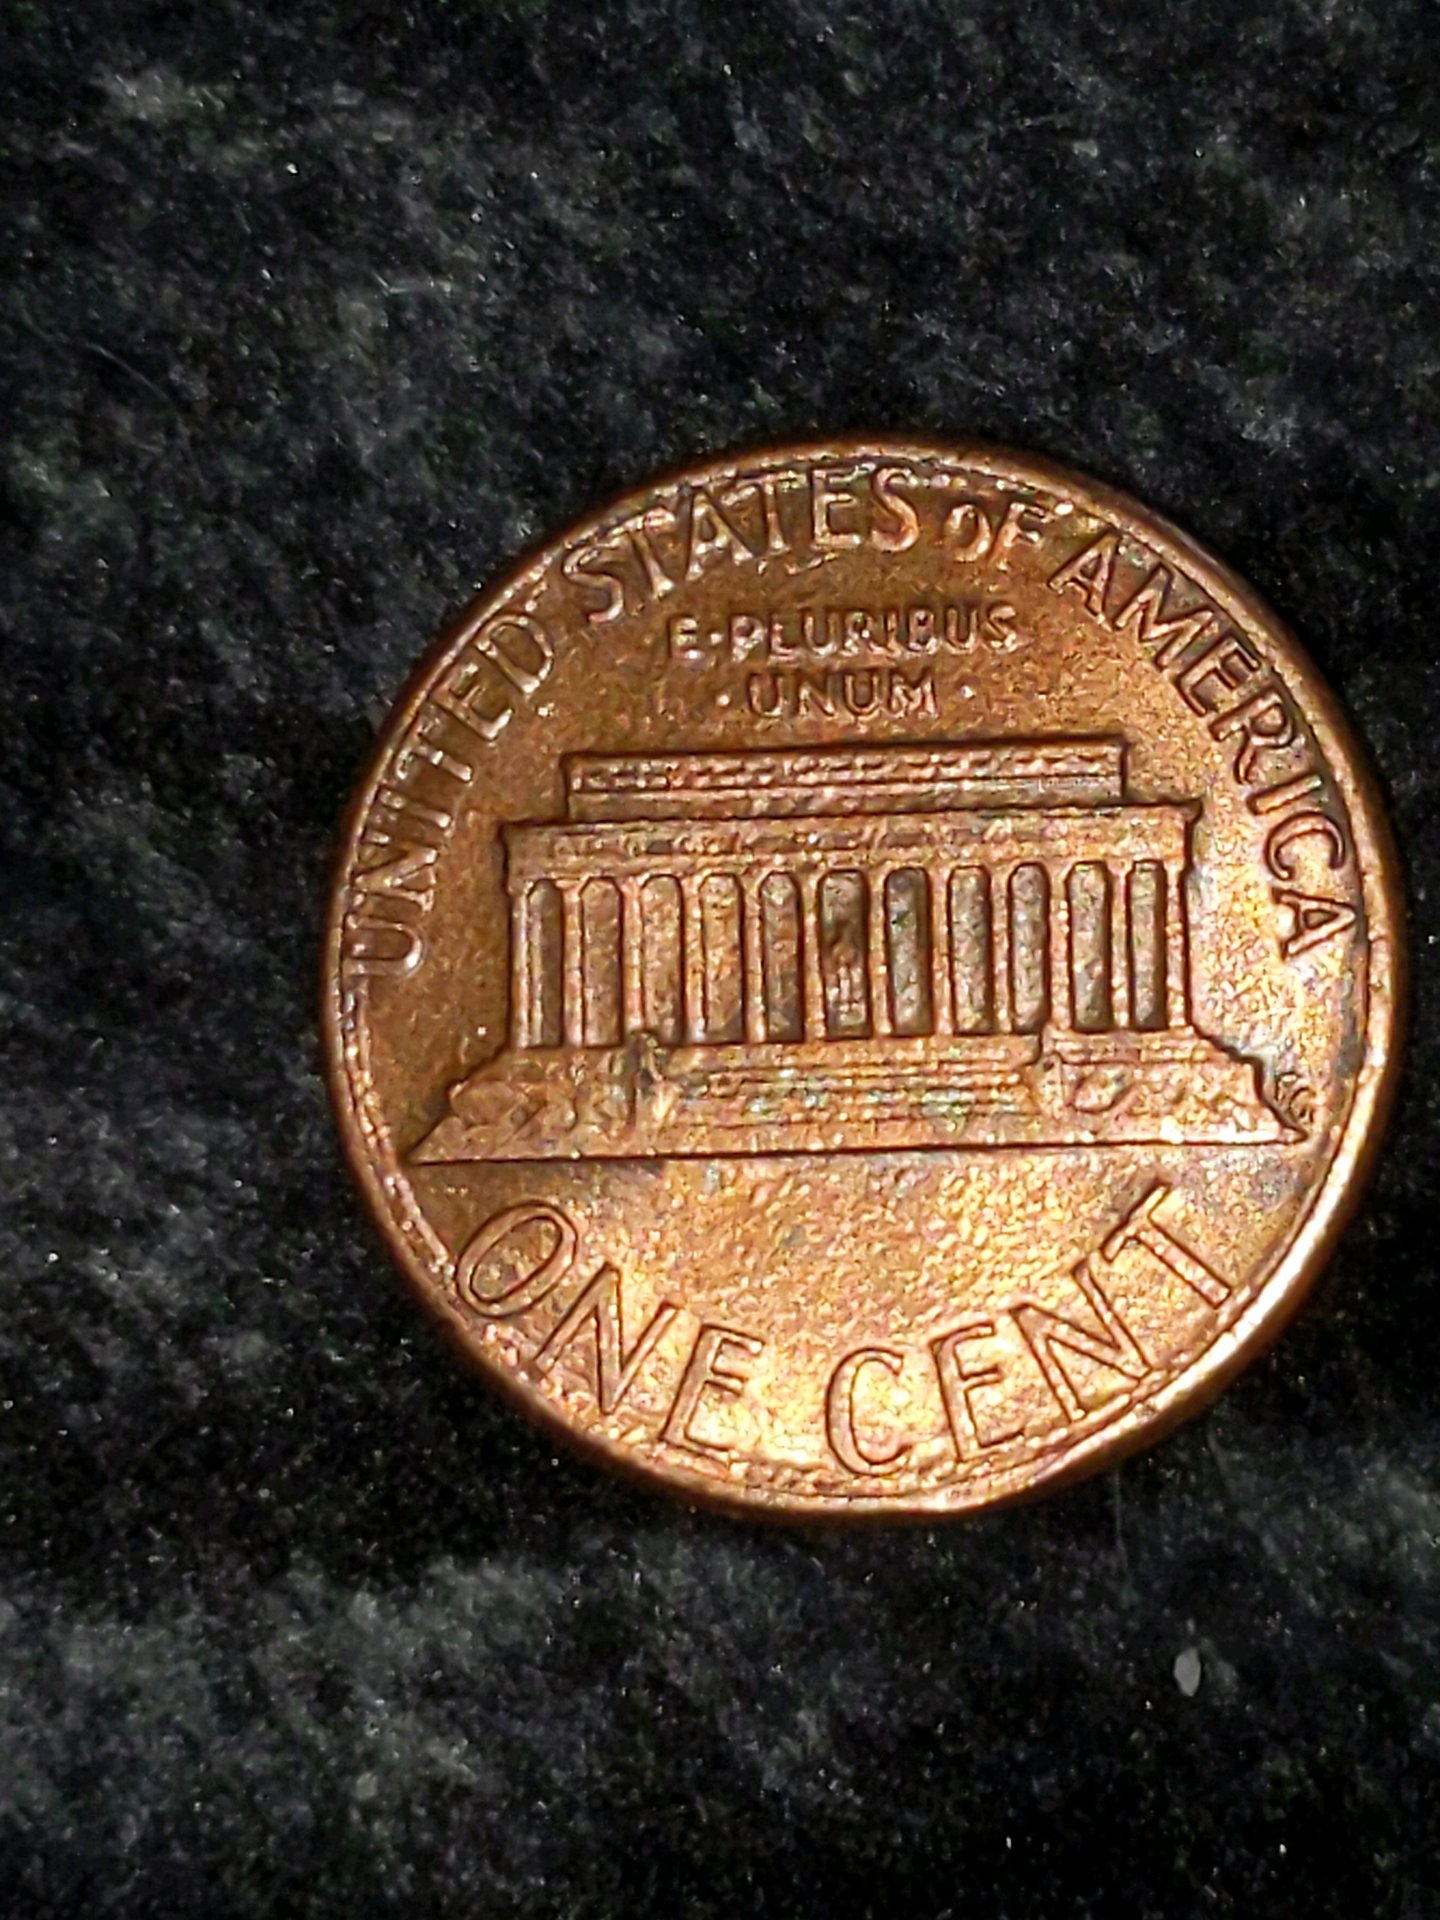 UNITED STATES OF AMERICA
E·PLURIBUS
·UNUM·
ONE CENT